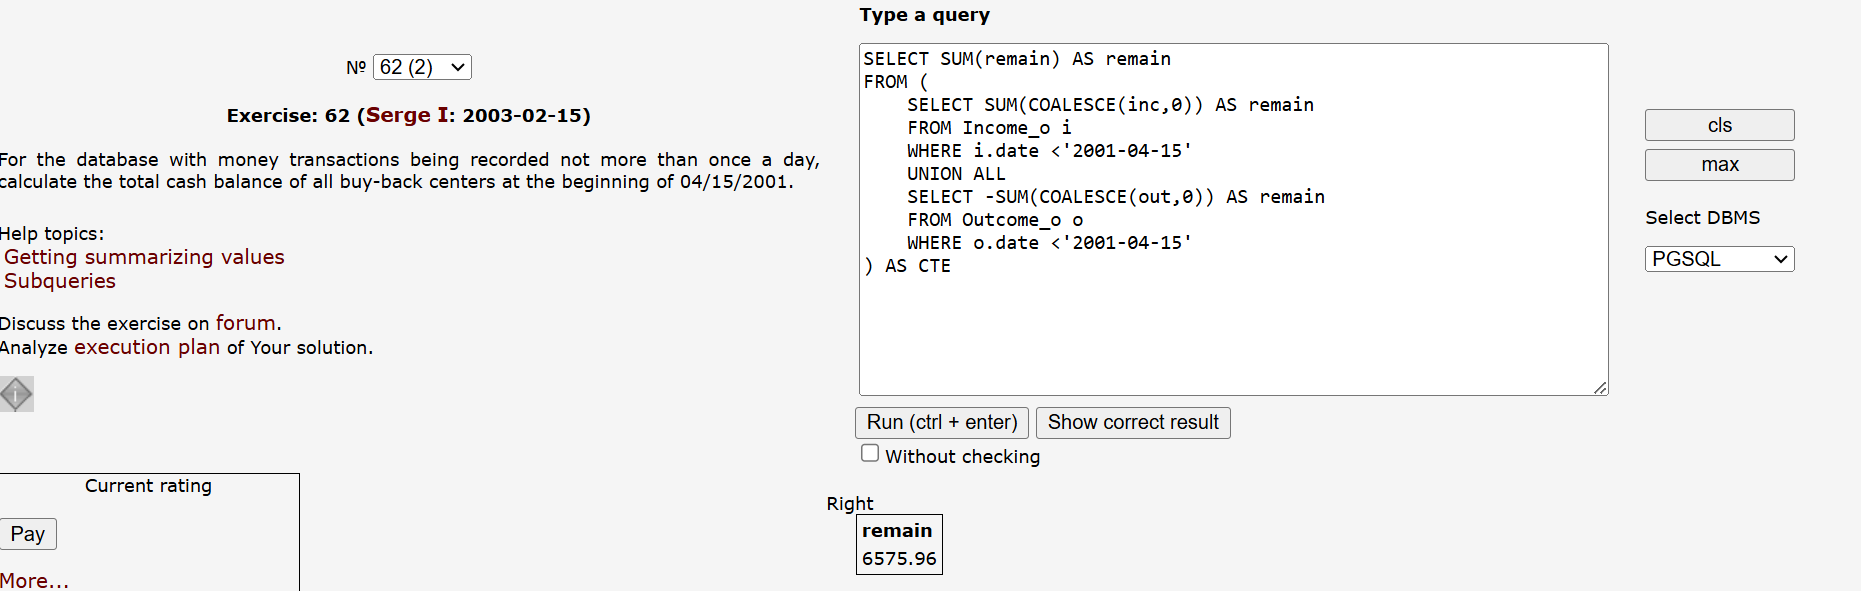 Type a query
№ 62 (2)
Exercise: 62 (Serge I: 2003-02-15)
For the database with money transactions being recorded not more than once a day,
calculate the total cash balance of all buy-back centers at the beginning of 04/15/2001.
Help topics:
Getting summarizing values
Subqueries
Discuss the exercise on forum.
Analyze execution plan of Your solution.
Current rating
Pay
More...
SELECT SUM(remain) AS remain
FROM (
    SELECT SUM(COALESCE(inc,0)) AS remain
    FROM Income_o i
    WHERE i.date <'2001-04-15'
    UNION ALL
    SELECT -SUM(COALESCE(out,0)) AS remain
    FROM Outcome_o o
    WHERE o.date <'2001-04-15'
) AS CTE
Run (ctrl + enter) Show correct result
Without checking
Right
remain
6575.96
cls
max
Select DBMS
PGSQL